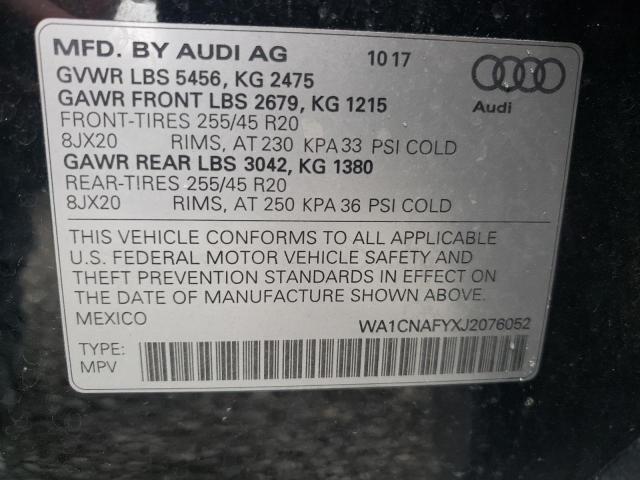 MFD. BY AUDI AG 10 17
GVWR LBS 5456, KG 2475
GAWR FRONT LBS 2679, KG 1215
Audi
FRONT-TIRES 255/45 R20
8JX20 RIMS, AT 230 KPA 33 PSI COLD
GAWR REAR LBS 3042, KG 1380
REAR-TIRES 255/45 R20
8JX20 RIMS, AT 250 KPA 36 PSI COLD
THIS VEHICLE CONFORMS TO ALL APPLICABLE
U.S. FEDERAL MOTOR VEHICLE SAFETY AND
THEFT PREVENTION STANDARDS IN EFFECT ON
THE DATE OF MANUFACTURE SHOWN ABOVE.
MEXICO WA1CNAFYXJ2076052
TYPE:
MPV